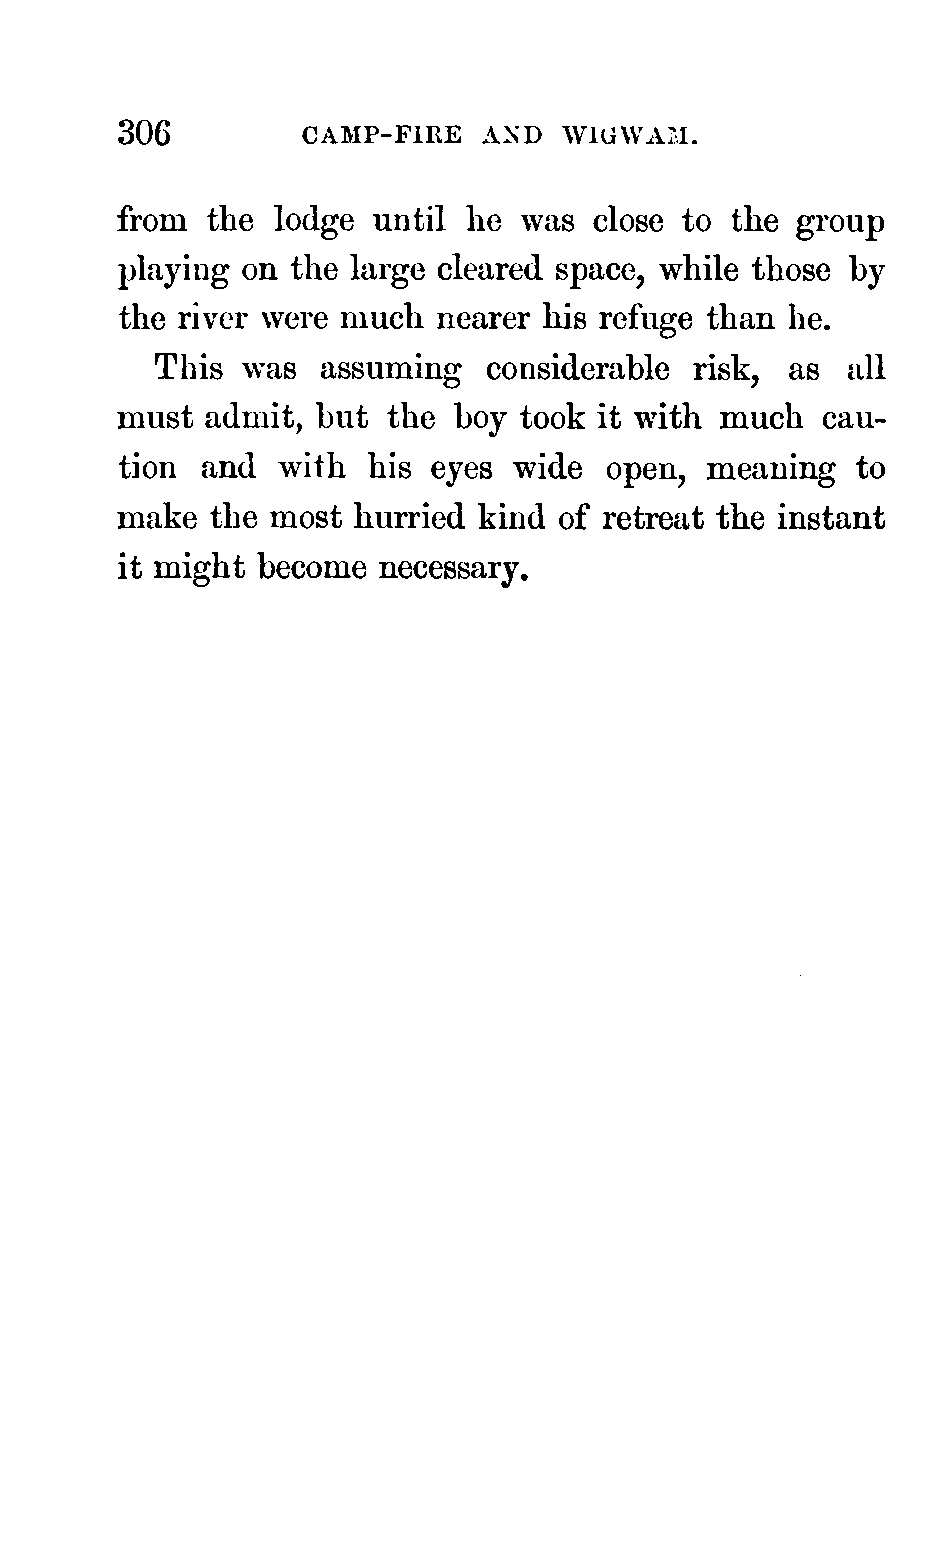 306 CAMP-FIRE AND WIGWAM.
from the lodge until he was close to the group
playing on the large cleared space, while those by
the river were much nearer his refuge than he.
This was assuming considerable risk, as all
must admit, but the boy took it with much cau-
tion and with his eyes wide open, meaning to
make the most hurried kind of retreat the instant
it might become necessary.